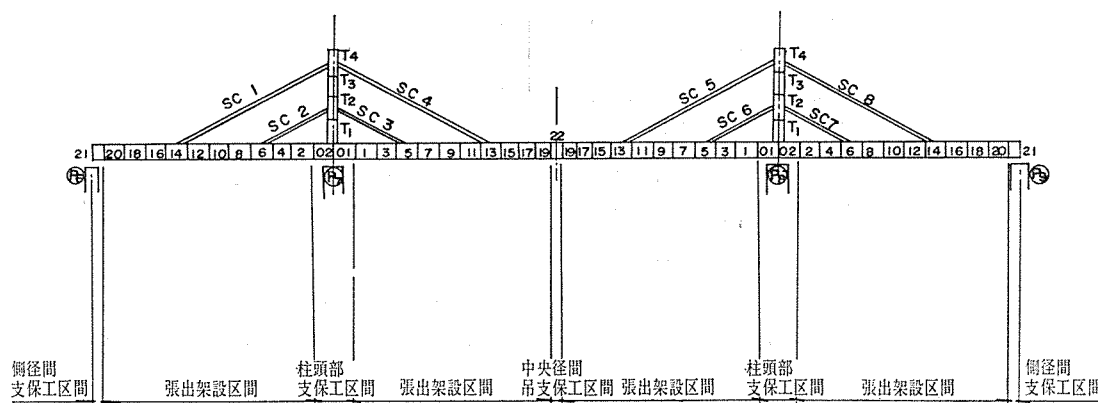 T4 T4
SC 1 T3 SC 4 SC 5 T3 SC 8
SC 2 T2 SC 3 SC 6 T2 SC7
T1 T1
22
21 20 18 16 14 12 10 8 6 4 2 02 01 1 3 5 7 9 11 13 15 17 19 19 17 15 13 11 9 7 5 3 1 01 02 2 4 6 8 10 12 14 16 18 20 21
側径間 柱頭部 中央径間 柱頭部 側径間
支保工区間 張出架設区間 支保工区間 張出架設区間 吊支保工区間 張出架設区間 支保工区間 張出架設区間 支保工区間